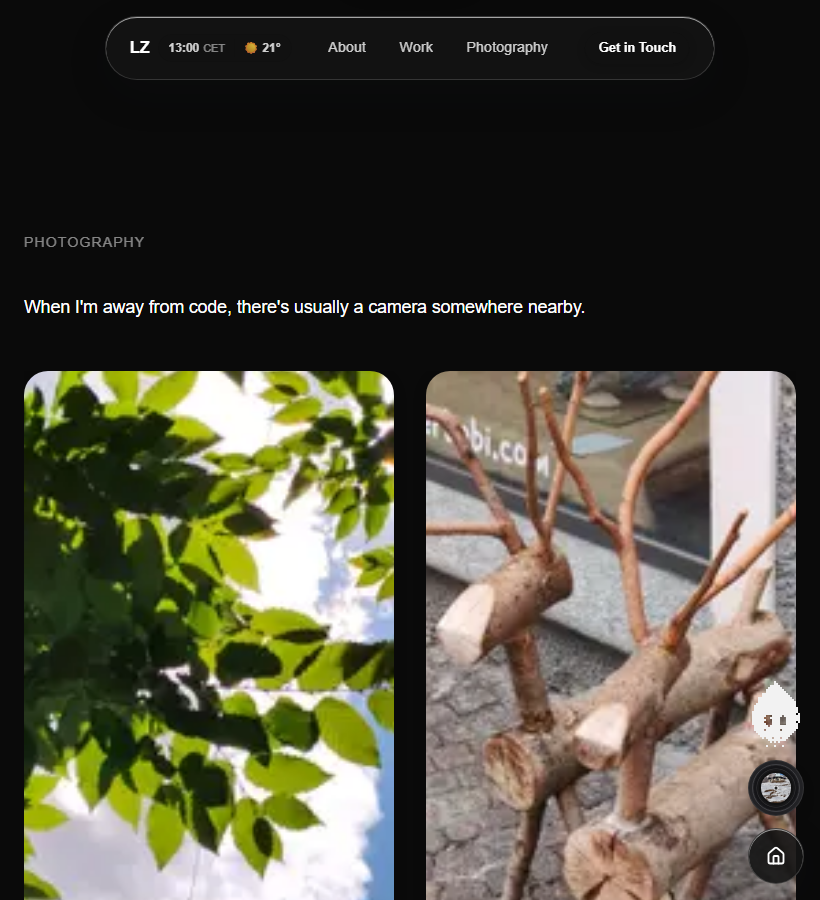 LZ 13:00 CET 21° About Work Photography Get in Touch
PHOTOGRAPHY
When I'm away from code, there's usually a camera somewhere nearby.